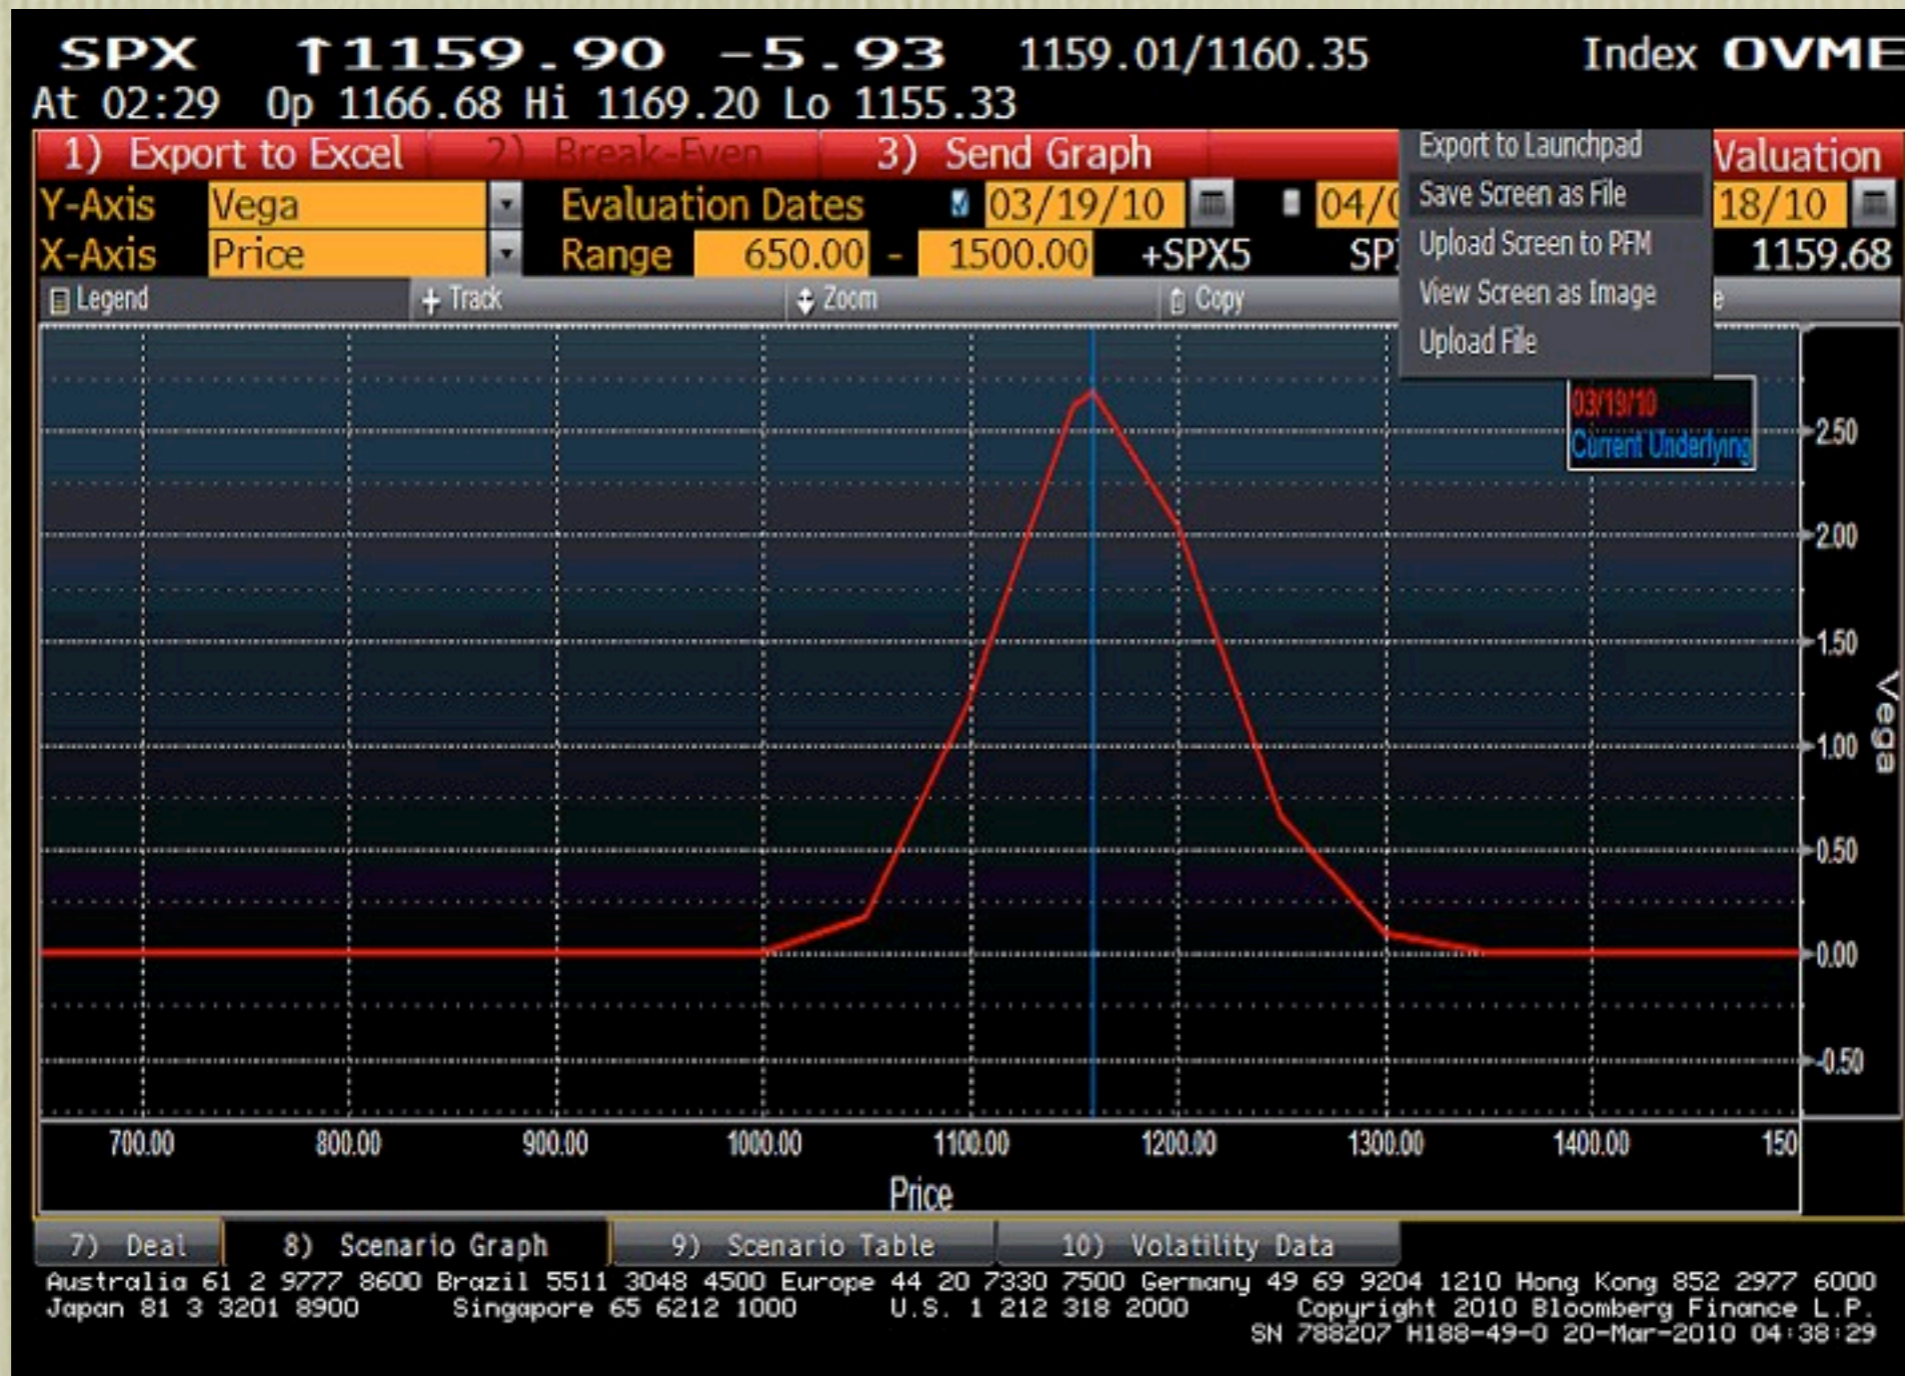 SPX ↑1159.90 -5.93 1159.01/1160.35 Index OVME
At 02:29 Op 1166.68 Hi 1169.20 Lo 1155.33
1) Export to Excel 2) Break-Even 3) Send Graph Valuation
Export to Launchpad
Save Screen as File
Upload Screen to PFM
View Screen as Image
Upload File
Y-Axis Vega Evaluation Dates 03/19/10 04/0 18/10
X-Axis Price Range 650.00 - 1500.00 +SPX5 SP 1159.68
Legend Track Zoom Copy e
03/19/10
Current Underlying
2.50
2.00
1.50
1.00
0.50
0.00
-0.50
Vega
700.00 800.00 900.00 1000.00 1100.00 1200.00 1300.00 1400.00 150
Price
7) Deal 8) Scenario Graph 9) Scenario Table 10) Volatility Data
Australia 61 2 9777 8600 Brazil 5511 3048 4500 Europe 44 20 7330 7500 Germany 49 69 9204 1210 Hong Kong 852 2977 6000
Japan 81 3 3201 8900 Singapore 65 6212 1000 U.S. 1 212 318 2000 Copyright 2010 Bloomberg Finance L.P.
SN 788207 H188-49-0 20-Mar-2010 04:38:29